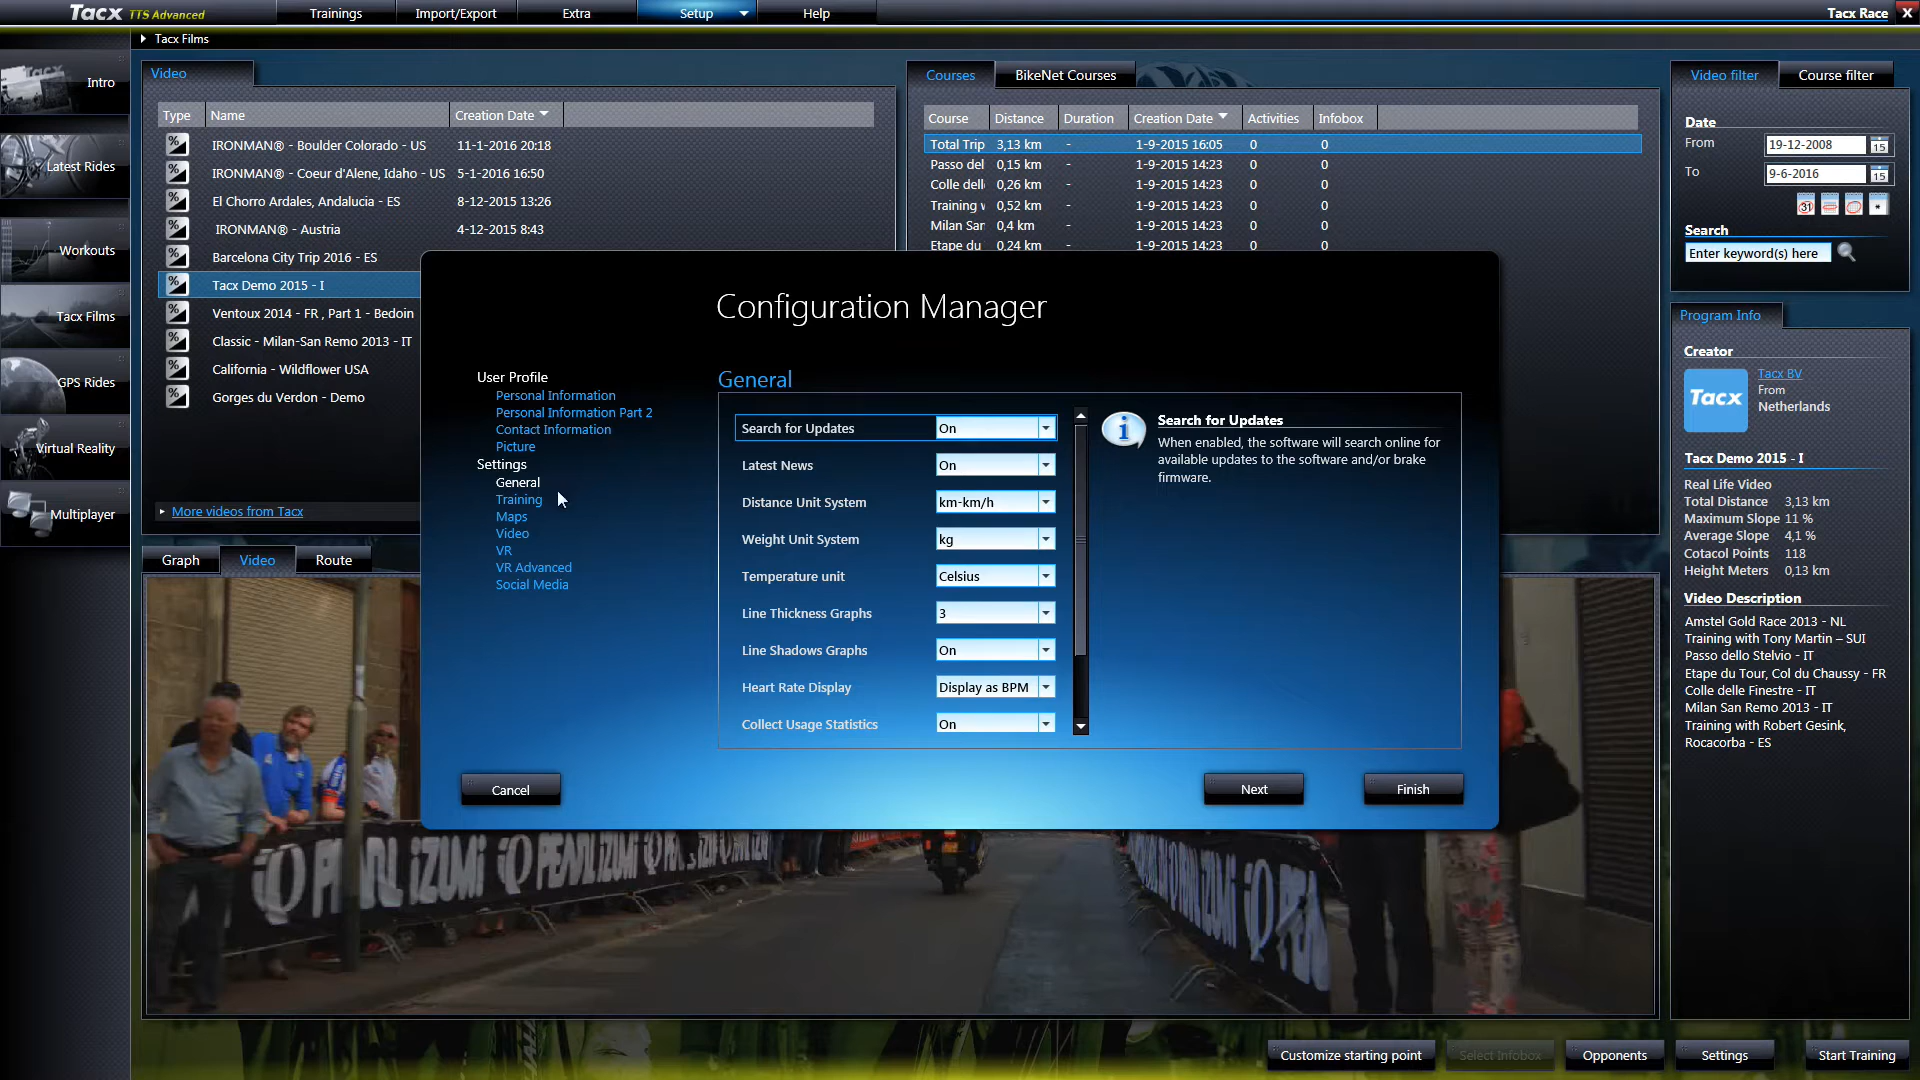 Tacx TTS Advanced
Trainings
Import/Export
Extra
Setup
Help
Tacx Race
X
Tacx Films
Intro
Latest Rides
Workouts
Tacx Films
GPS Rides
Virtual Reality
Multiplayer
Video
Type Name Creation Date
IRONMAN® - Boulder Colorado - US 11-1-2016 20:18
IRONMAN® - Coeur d'Alene, Idaho - US 5-1-2016 16:50
El Chorro Ardales, Andalucia - ES 8-12-2015 13:26
IRONMAN® - Austria 4-12-2015 8:43
Barcelona City Trip 2016 - ES
Tacx Demo 2015 - I
Ventoux 2014 - FR , Part 1 - Bedoin
Classic - Milan-San Remo 2013 - IT
California - Wildflower USA
Gorges du Verdon - Demo
More videos from Tacx
Courses BikeNet Courses
Course Distance Duration Creation Date Activities Infobox
Total Trip 3,13 km - 1-9-2015 16:05 0 0
Passo del 0,15 km - 1-9-2015 14:23 0 0
Colle dell 0,26 km - 1-9-2015 14:23 0 0
Training w 0,52 km - 1-9-2015 14:23 0 0
Milan San 0,4 km - 1-9-2015 14:23 0 0
Etape du 0,24 km - 1-9-2015 14:23 0 0
Video filter Course filter
Date
From 19-12-2008 15
To 9-6-2016 15
31
Search
Enter keyword(s) here
Program Info
Creator
Tacx
Tacx BV
From
Netherlands
Tacx Demo 2015 - I
Real Life Video
Total Distance 3,13 km
Maximum Slope 11 %
Average Slope 4,1 %
Cotacol Points 118
Height Meters 0,13 km
Video Description
Amstel Gold Race 2013 - NL
Training with Tony Martin – SUI
Passo dello Stelvio - IT
Etape du Tour, Col du Chaussy - FR
Colle delle Finestre - IT
Milan San Remo 2013 - IT
Training with Robert Gesink,
Rocacorba - ES
Configuration Manager
User Profile
Personal Information
Personal Information Part 2
Contact Information
Picture
Settings
General
Training
Maps
Video
VR
VR Advanced
Social Media
General
Search for Updates On
Latest News On
Distance Unit System km-km/h
Weight Unit System kg
Temperature unit Celsius
Line Thickness Graphs 3
Line Shadows Graphs On
Heart Rate Display Display as BPM
Collect Usage Statistics On
Search for Updates
When enabled, the software will search online for
available updates to the software and/or brake
firmware.
Cancel
Next
Finish
Graph Video Route
PEARL iZUMi
Customize starting point
Select Infobox
Opponents
Settings
Start Training